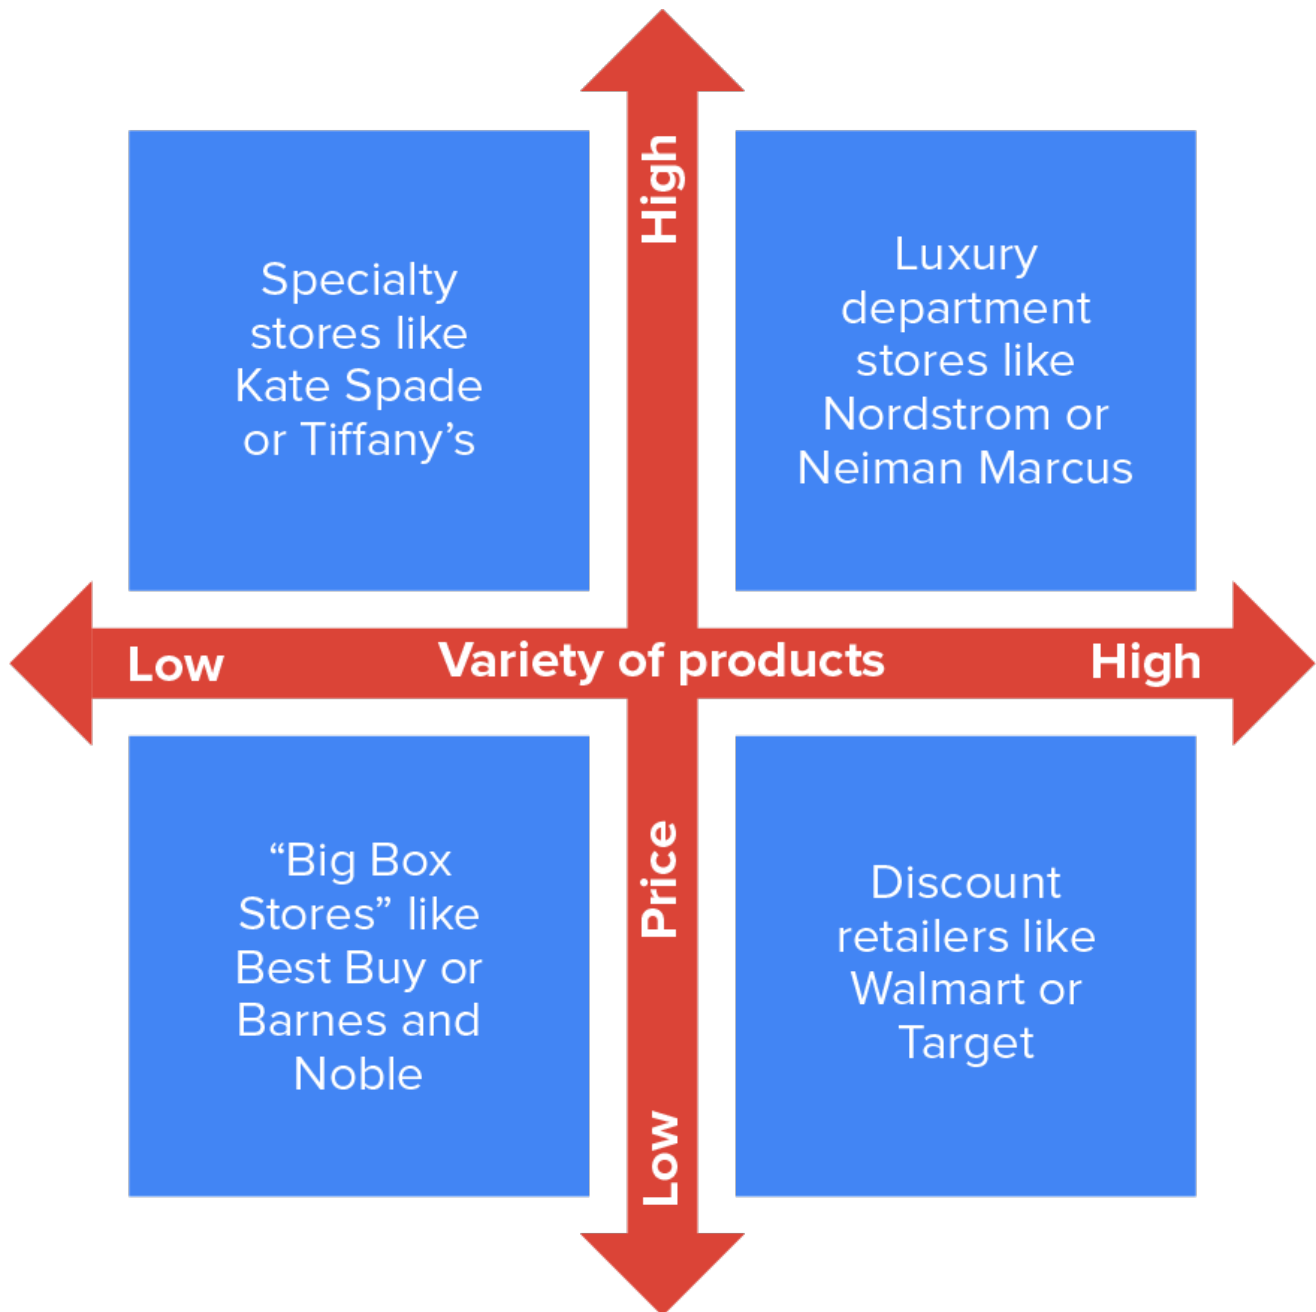 High
Specialty
stores like
Kate Spade
or Tiffany’s
Luxury
department
stores like
Nordstrom or
Neiman Marcus
Low
Variety of products
High
“Big Box
Stores” like
Best Buy or
Barnes and
Noble
Price
Discount
retailers like
Walmart or
Target
Low